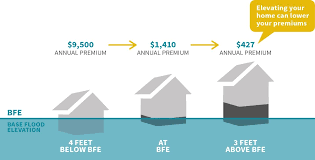 Elevating your
home can lower
your premiums
$9,500
ANNUAL PREMIUM
$1,410
ANNUAL PREMIUM
$427
ANNUAL PREMIUM
BFE
BASE FLOOD
ELEVATION
4 FEET
BELOW BFE
AT
BFE
3 FEET
ABOVE BFE